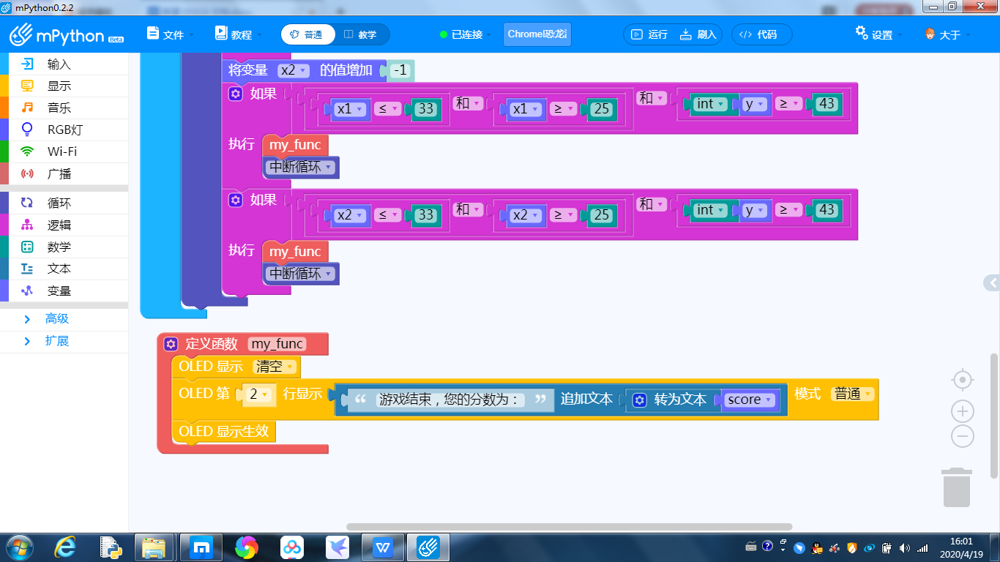 mPython0.2.2
mPython Beta
文件
教程
普通
教学
已连接
Chrome恐龙
运行
刷入
</> 代码
设置
大于
输入
显示
音乐
RGB灯
Wi-Fi
广播
循环
逻辑
数学
文本
变量
高级
扩展
将变量 x2 的值增加 -1
如果 x1 ≤ 33 和 x1 ≥ 25 和 int y ≥ 43
执行 my_func
中断循环
如果 x2 ≤ 33 和 x2 ≥ 25 和 int y ≥ 43
执行 my_func
中断循环
定义函数 my_func
OLED 显示 清空
OLED 第 2 行显示 “ 游戏结束，您的分数为： ” 追加文本 转为文本 score 模式 普通
OLED 显示生效
16:01
2020/4/19